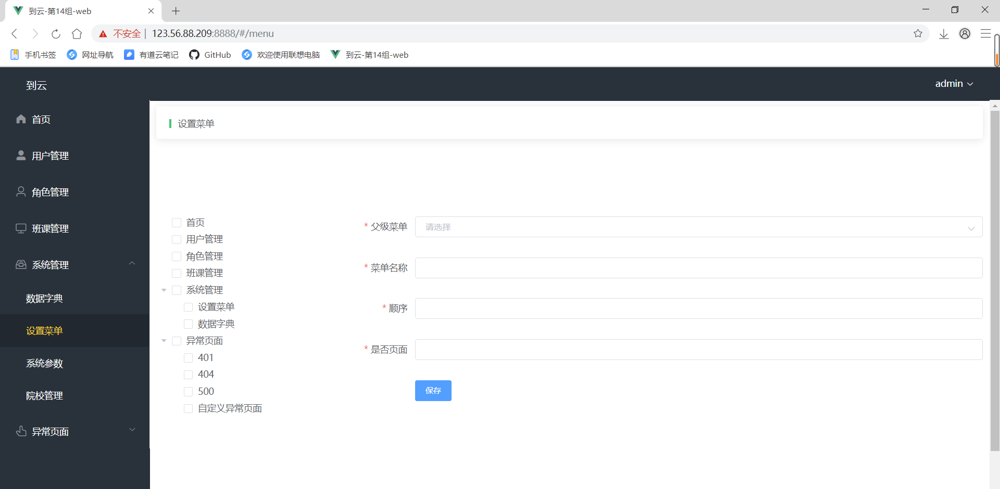 到云-第14组-web
不安全 | 123.56.88.209:8888/#/menu
手机书签 网址导航 有道云笔记 GitHub 欢迎使用联想电脑 到云-第14组-web
到云
admin
首页
用户管理
角色管理
班课管理
系统管理
数据字典
设置菜单
系统参数
院校管理
异常页面
设置菜单
首页
用户管理
角色管理
班课管理
系统管理
设置菜单
数据字典
异常页面
401
404
500
自定义异常页面
* 父级菜单 请选择
* 菜单名称
* 顺序
* 是否页面
保存